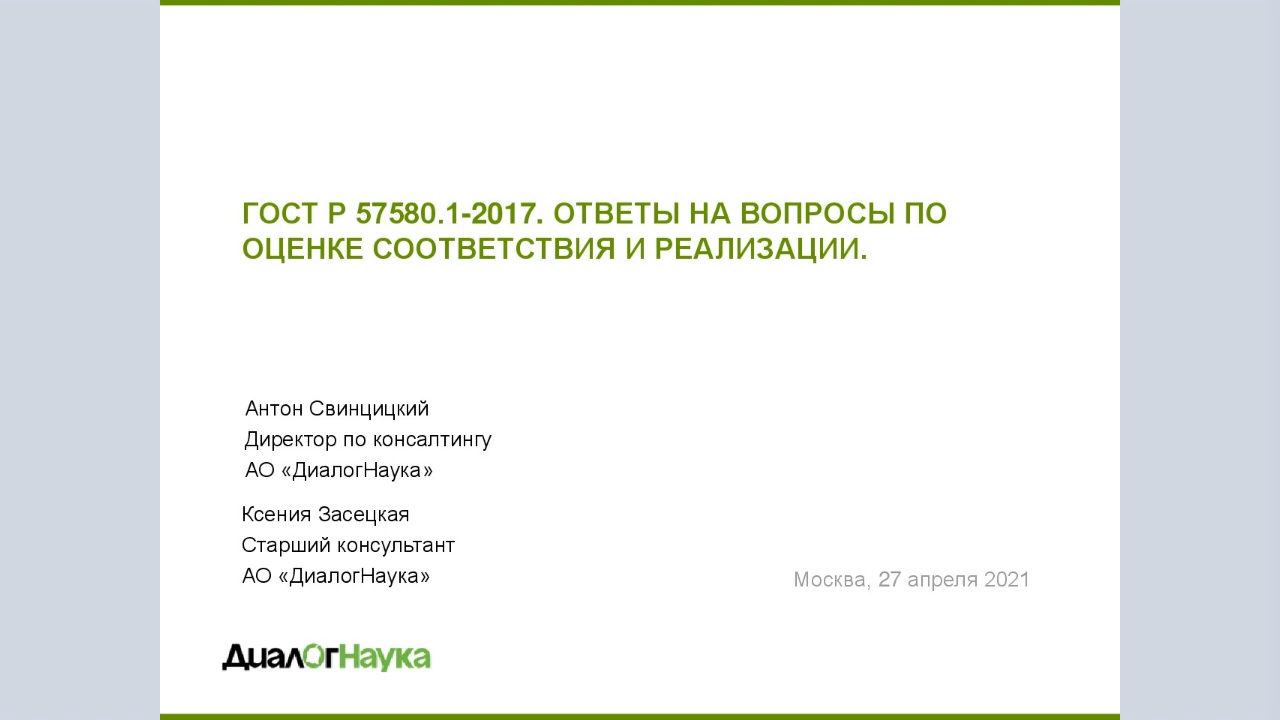 ГОСТ Р 57580.1-2017. ОТВЕТЫ НА ВОПРОСЫ ПО
ОЦЕНКЕ СООТВЕТСТВИЯ И РЕАЛИЗАЦИИ.
Антон Свинцицкий
Директор по консалтингу
АО «ДиалогНаука»
Ксения Засецкая
Старший консультант
АО «ДиалогНаука»
Москва, 27 апреля 2021
ДиалОгНаука